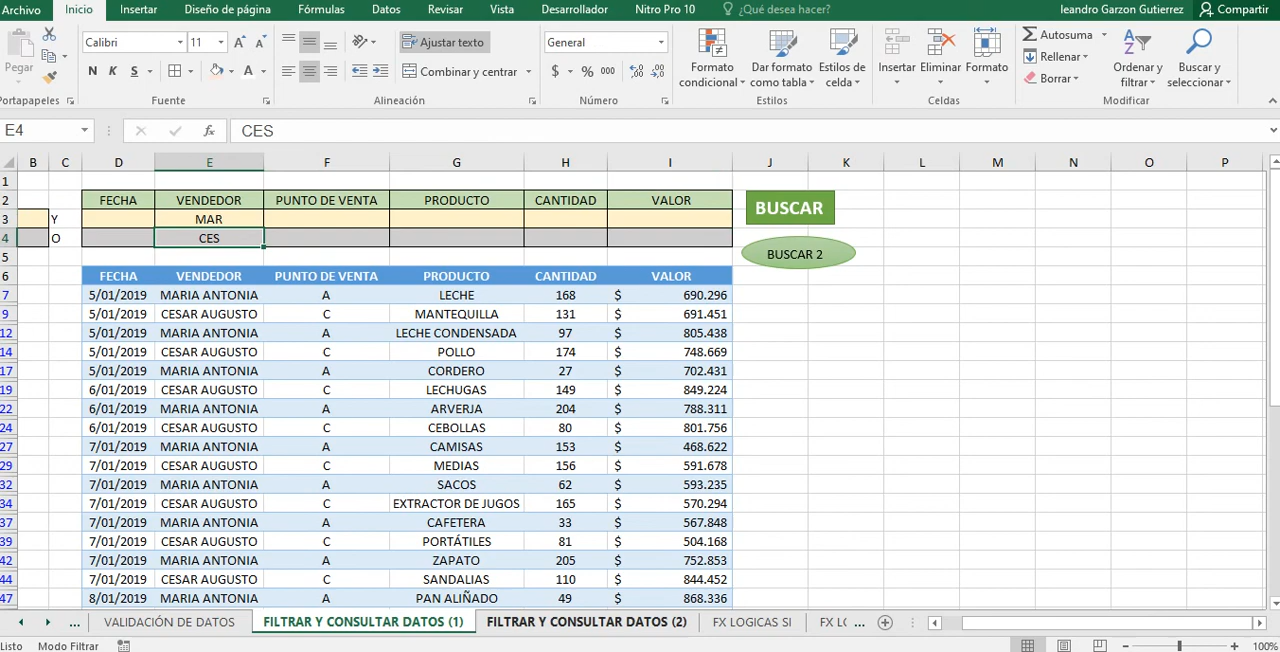 Archivo Inicio Insertar Diseño de página Fórmulas Datos Revisar Vista Desarrollador Nitro Pro 10 ¿Qué desea hacer? leandro Garzon Gutierrez Compartir
Pegar Calibri 11 N K S A Ajustar texto Combinar y centrar General $ % 000 Formato condicional Dar formato como tabla Estilos de celda Insertar Eliminar Formato Autosuma Rellenar Borrar Ordenar y filtrar Buscar y seleccionar
Portapapeles Fuente Alineación Número Estilos Celdas Modificar
E4 fx CES
B C D E F G H I J K L M N O P
1
2 FECHA VENDEDOR PUNTO DE VENTA PRODUCTO CANTIDAD VALOR BUSCAR
3 Y MAR
4 O CES
5 BUSCAR 2
6 FECHA VENDEDOR PUNTO DE VENTA PRODUCTO CANTIDAD VALOR
7 5/01/2019 MARIA ANTONIA A LECHE 168 $ 690.296
9 5/01/2019 CESAR AUGUSTO C MANTEQUILLA 131 $ 691.451
12 5/01/2019 MARIA ANTONIA A LECHE CONDENSADA 97 $ 805.438
14 5/01/2019 CESAR AUGUSTO C POLLO 174 $ 748.669
17 5/01/2019 MARIA ANTONIA A CORDERO 27 $ 702.431
19 6/01/2019 CESAR AUGUSTO C LECHUGAS 149 $ 849.224
22 6/01/2019 MARIA ANTONIA A ARVERJA 204 $ 788.311
24 6/01/2019 CESAR AUGUSTO C CEBOLLAS 80 $ 801.756
27 7/01/2019 MARIA ANTONIA A CAMISAS 153 $ 468.622
29 7/01/2019 CESAR AUGUSTO C MEDIAS 156 $ 591.678
32 7/01/2019 MARIA ANTONIA A SACOS 62 $ 593.235
34 7/01/2019 CESAR AUGUSTO C EXTRACTOR DE JUGOS 165 $ 570.294
37 7/01/2019 MARIA ANTONIA A CAFETERA 33 $ 567.848
39 7/01/2019 CESAR AUGUSTO C PORTÁTILES 81 $ 504.168
42 7/01/2019 MARIA ANTONIA A ZAPATO 205 $ 752.853
44 7/01/2019 CESAR AUGUSTO C SANDALIAS 110 $ 844.452
47 8/01/2019 MARIA ANTONIA A PAN ALIÑADO 49 $ 868.336
... VALIDACIÓN DE DATOS FILTRAR Y CONSULTAR DATOS (1) FILTRAR Y CONSULTAR DATOS (2) FX LOGICAS SI FX LC ...
Listo Modo Filtrar 100%